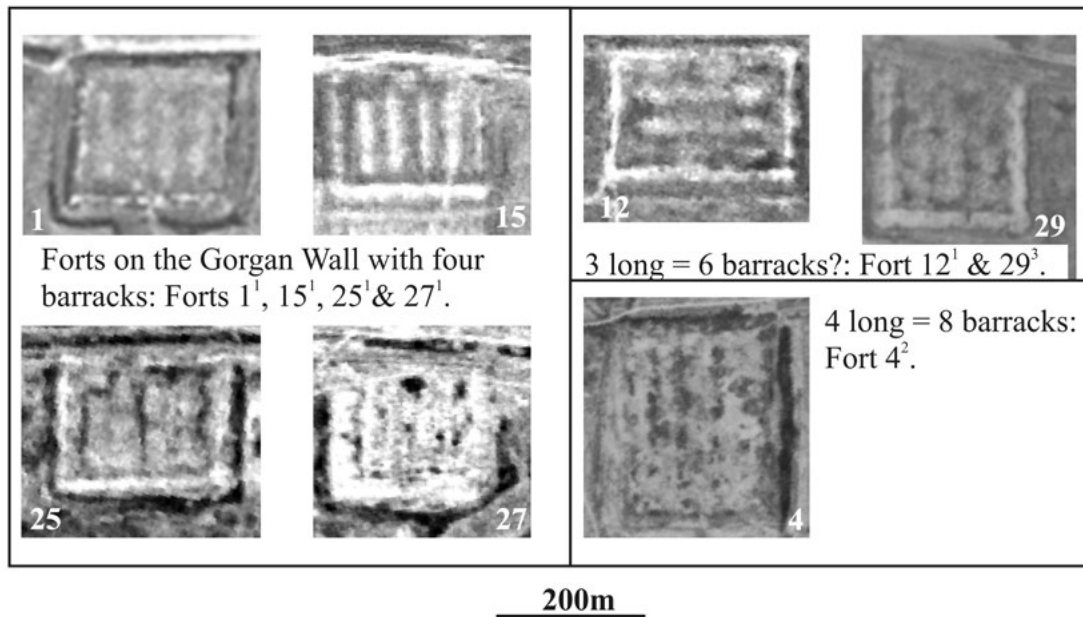 1
15
Forts on the Gorgan Wall with four
barracks: Forts 1¹, 15¹, 25¹ & 27¹.
25
27
12
29
3 long = 6 barracks?: Fort 12¹ & 29³.
4
4 long = 8 barracks:
Fort 4².
200m